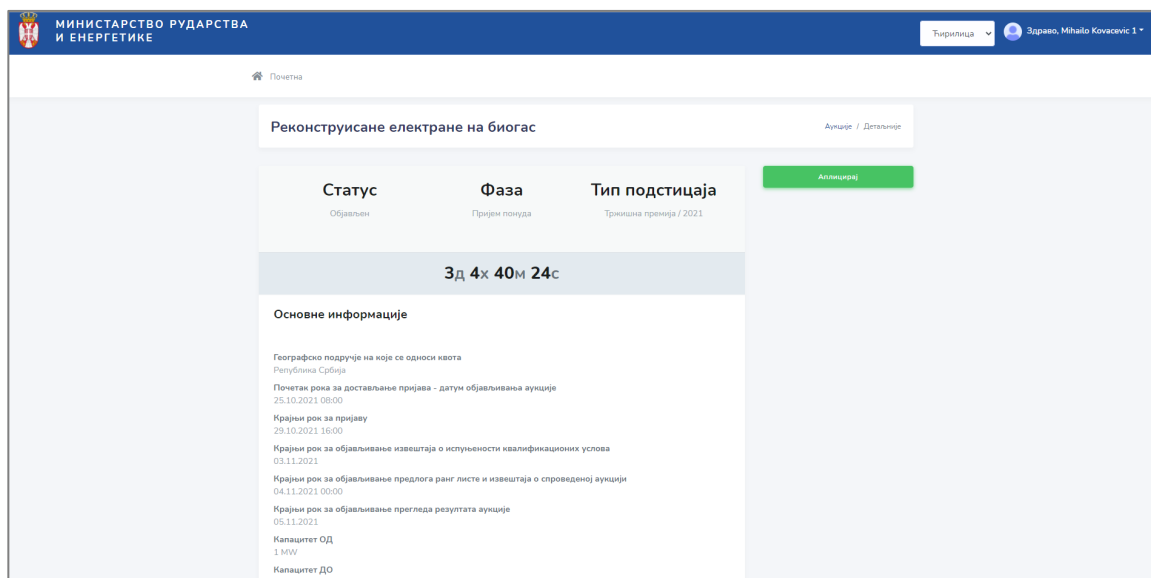 МИНИСТАРСТВО РУДАРСТВА
И ЕНЕРГЕТИКЕ
Ћирилица
Здраво, Mihailo Kovacevic 1
Почетна
Реконструисане електране на биогас
Аукције / Детаљније
Статус
Фаза
Тип подстицаја
Објављен
Пријем понуда
Тржишна премија / 2021
Аплицирај
3д 4х 40м 24с
Основне информације
Географско подручје на које се односи квота
Република Србија
Почетак рока за достављање пријава - датум објављивања аукције
25.10.2021 08:00
Крајњи рок за пријаву
29.10.2021 16:00
Крајњи рок за објављивање извештаја о испуњености квалификационих услова
03.11.2021
Крајњи рок за објављивање предлога ранг листе и извештаја о спроведеној аукцији
04.11.2021 00:00
Крајњи рок за објављивање прегледа резултата аукције
05.11.2021
Капацитет ОД
1 MW
Капацитет ДО